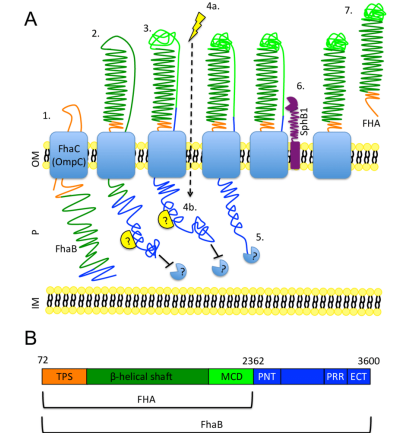 A
4a.
7.
2.
3.
6.
1.
SphB1
FHA
OM
FhaC
(OmpC)
4b.
P
FhaB
?
?
5.
?
?
?
IM
B
72
2362
3600
TPS
β-helical shaft
MCD
PNT
PRR
ECT
FHA
FhaB